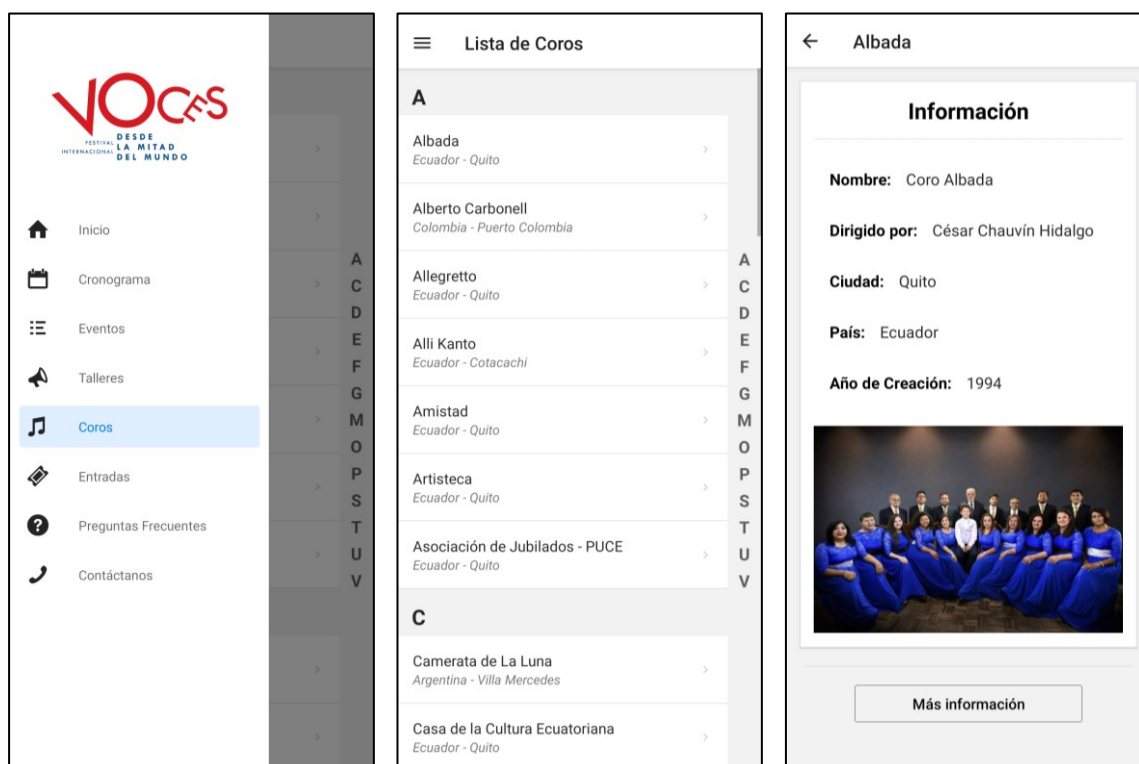 VOCES
FESTIVAL INTERNACIONAL
DESDE
LA MITAD
DEL MUNDO
Inicio
Cronograma
Eventos
Talleres
Coros
Entradas
Preguntas Frecuentes
Contáctanos
A
C
D
E
F
G
M
O
P
S
T
U
V
Lista de Coros
A
Albada
Ecuador - Quito
Alberto Carbonell
Colombia - Puerto Colombia
Allegretto
Ecuador - Quito
Alli Kanto
Ecuador - Cotacachi
Amistad
Ecuador - Quito
Artisteca
Ecuador - Quito
Asociación de Jubilados - PUCE
Ecuador - Quito
C
Camerata de La Luna
Argentina - Villa Mercedes
Casa de la Cultura Ecuatoriana
Ecuador - Quito
A
C
D
E
F
G
M
O
P
S
T
U
V
Albada
Información
Nombre: Coro Albada
Dirigido por: César Chauvín Hidalgo
Ciudad: Quito
País: Ecuador
Año de Creación: 1994
Más información